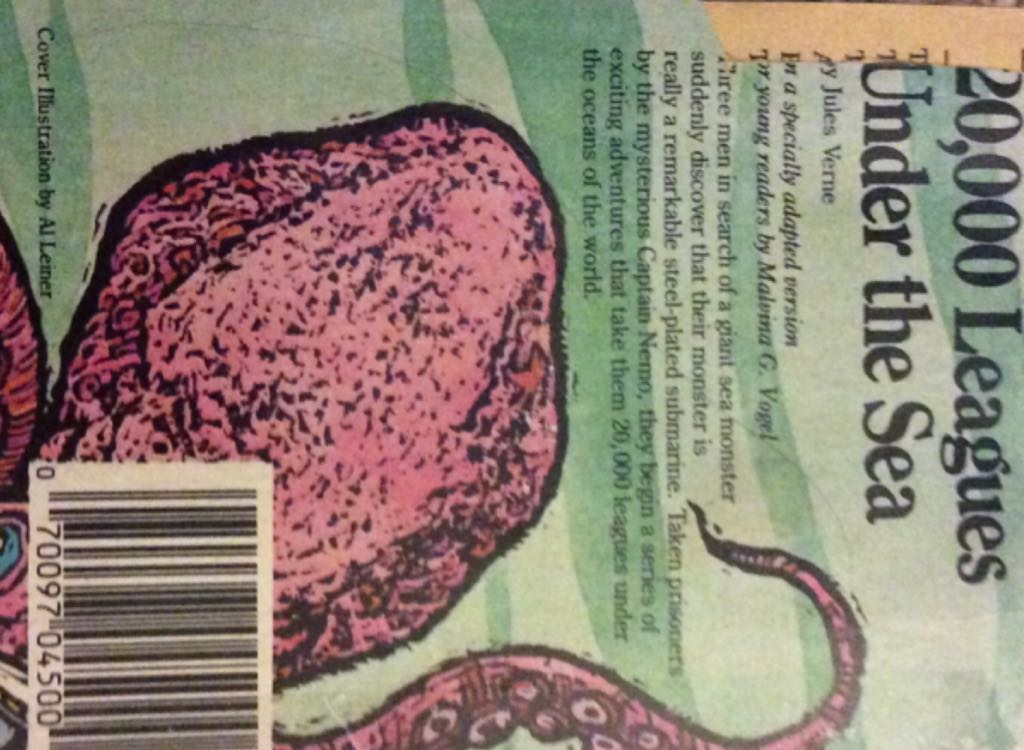 20,000 Leagues
Under the Sea
by Jules Verne
In a specially adapted version
for young readers by Malvina G. Vogel
Three men in search of a giant sea monster
suddenly discover that their monster is
really a remarkable steel-plated submarine. Taken prisoners
by the mysterious Captain Nemo, they begin a series of
exciting adventures that take them 20,000 leagues under
the oceans of the world.
Cover Illustration by Al Leiner
0 70097 04500